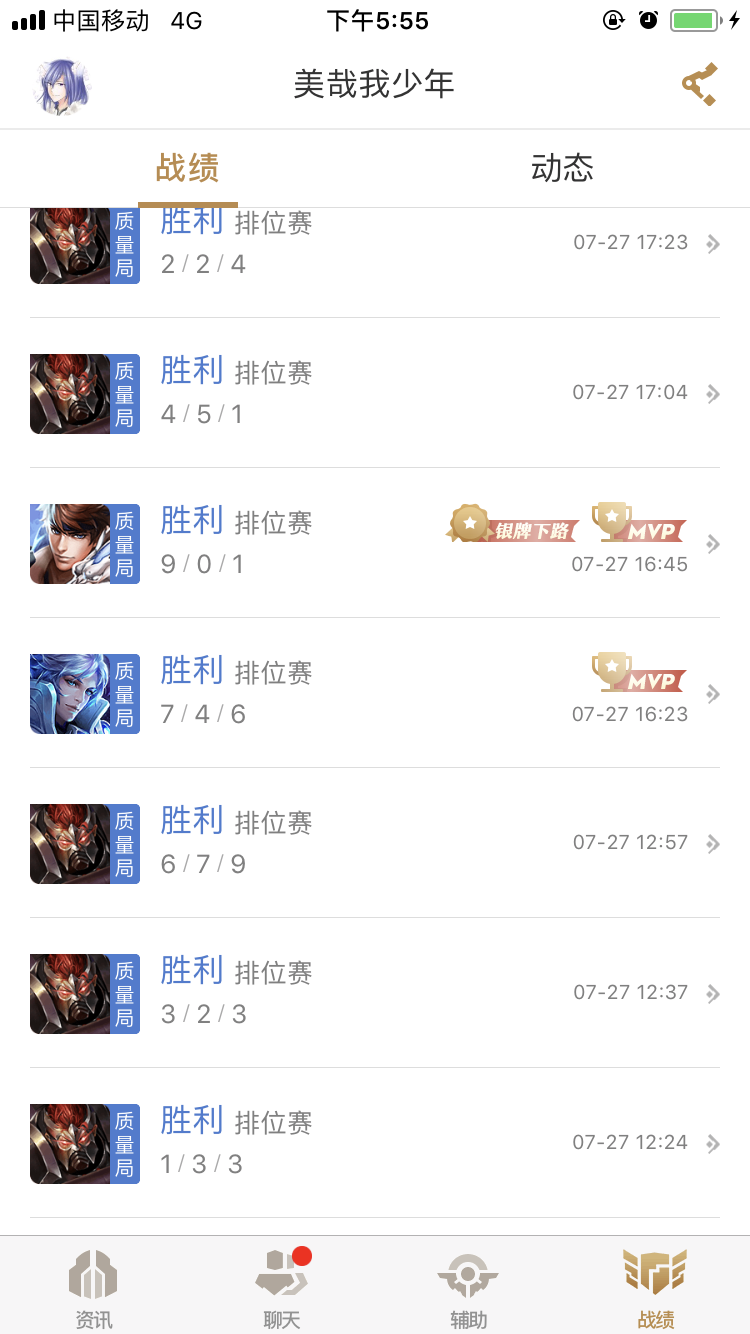 中国移动 4G 下午5:55
美哉我少年
战绩 动态
质量局 胜利 排位赛
2 / 2 / 4 07-27 17:23
质量局 胜利 排位赛
4 / 5 / 1 07-27 17:04
质量局 胜利 排位赛 银牌下路 MVP
9 / 0 / 1 07-27 16:45
质量局 胜利 排位赛 MVP
7 / 4 / 6 07-27 16:23
质量局 胜利 排位赛
6 / 7 / 9 07-27 12:57
质量局 胜利 排位赛
3 / 2 / 3 07-27 12:37
质量局 胜利 排位赛
1 / 3 / 3 07-27 12:24
资讯 聊天 辅助 战绩